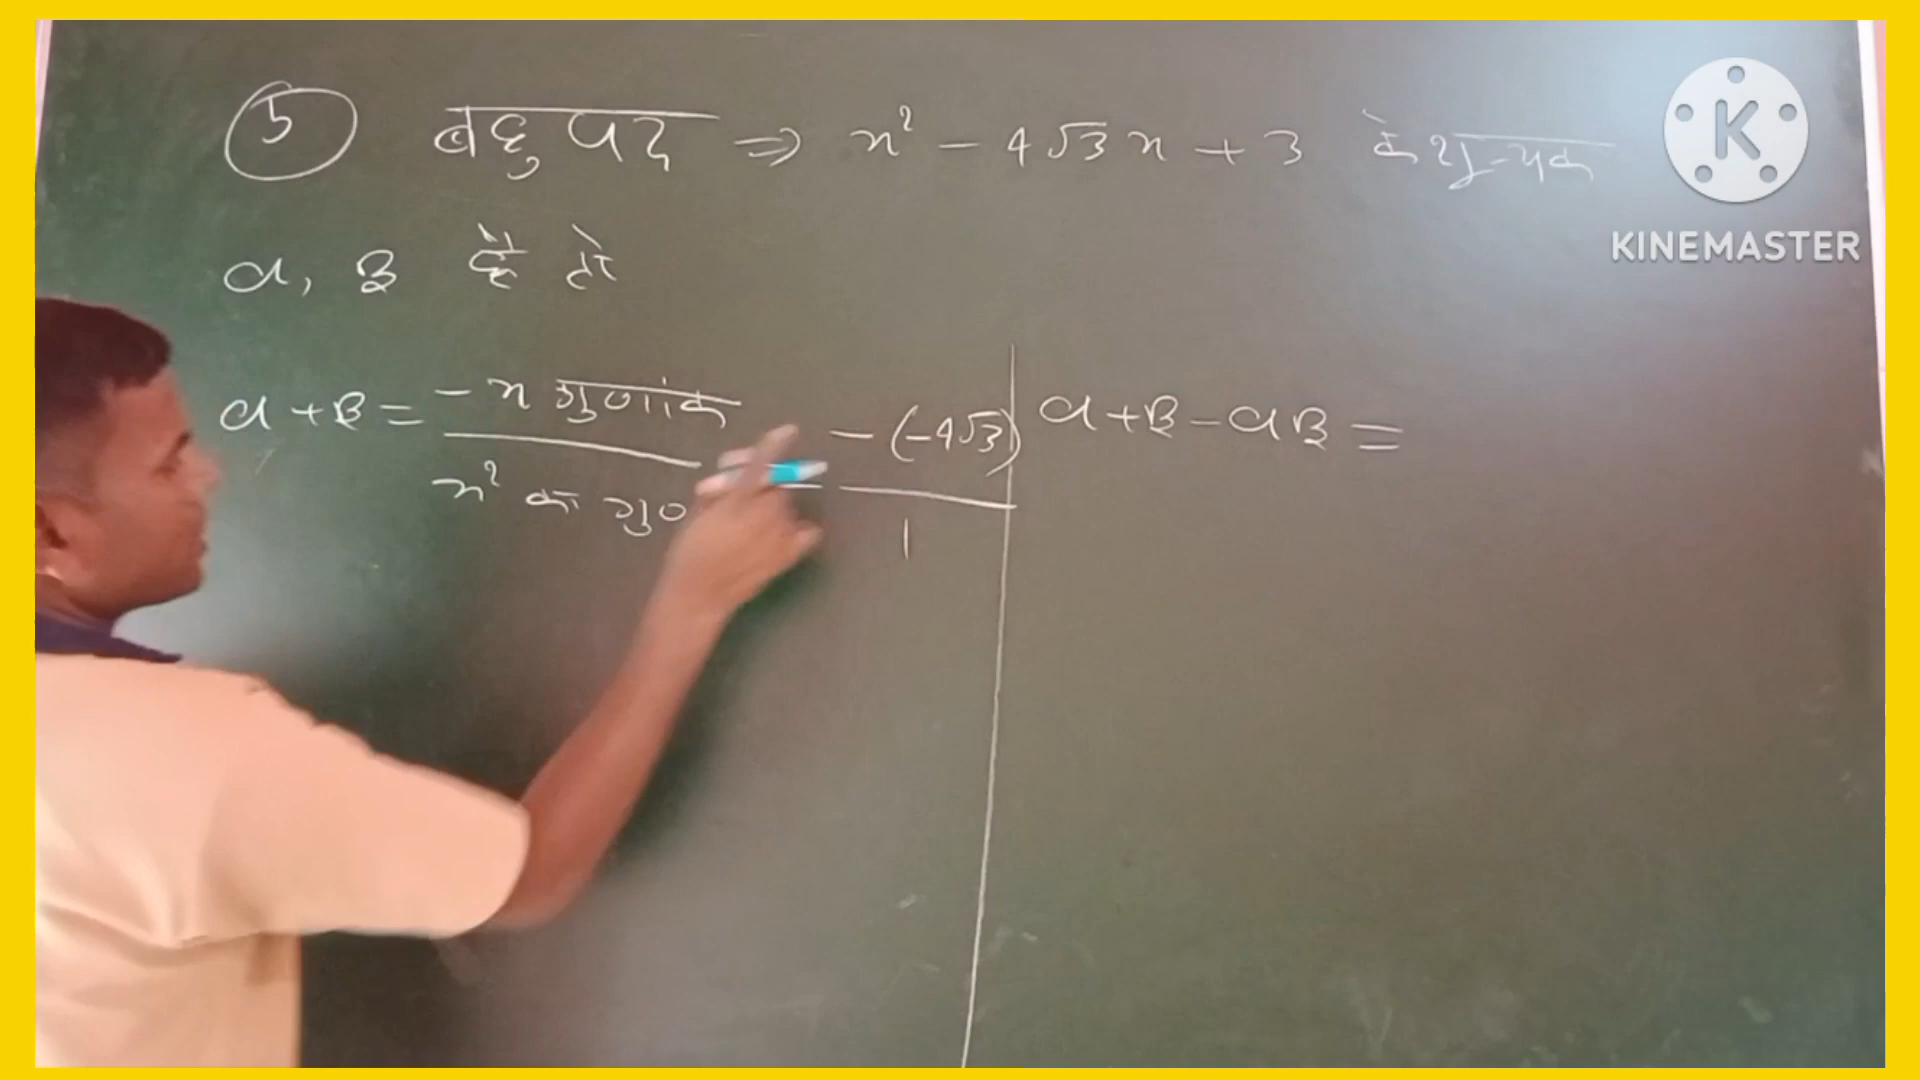 5 बहुपद ⇒ x² - 4√3x + 3 के शून्यक
α, β हैं तो
α + β = -x गुणांक / x² का गु = -(-4√3) / 1
α + β - αβ =
KINEMASTER